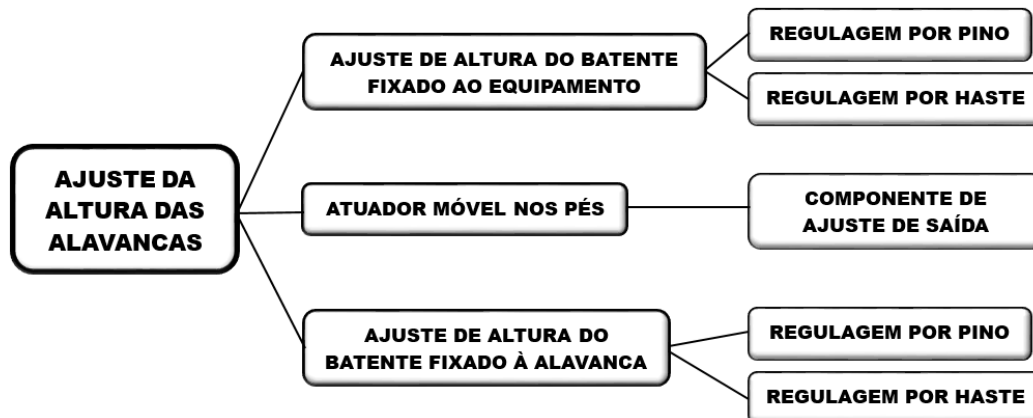 AJUSTE DA
ALTURA DAS
ALAVANCAS
AJUSTE DE ALTURA DO BATENTE
FIXADO AO EQUIPAMENTO
REGULAGEM POR PINO
REGULAGEM POR HASTE
ATUADOR MÓVEL NOS PÉS
COMPONENTE DE
AJUSTE DE SAÍDA
AJUSTE DE ALTURA DO
BATENTE FIXADO À ALAVANCA
REGULAGEM POR PINO
REGULAGEM POR HASTE